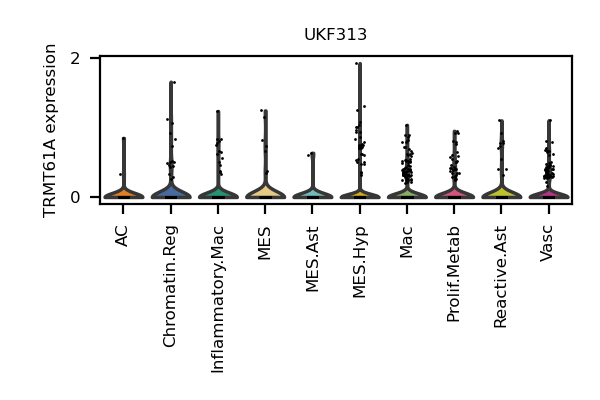 UKF313
TRMT61A expression
2
0
AC
Chromatin.Reg
Inflammatory.Mac
MES
MES.Ast
MES.Hyp
Mac
Prolif.Metab
Reactive.Ast
Vasc